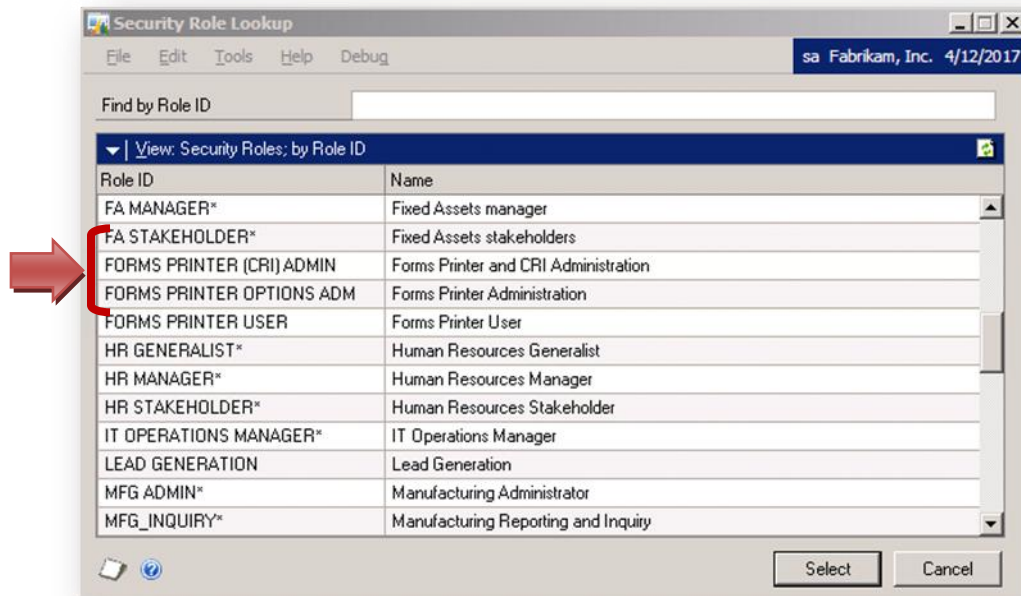 Security Role Lookup
File Edit Tools Help Debug sa Fabrikam, Inc. 4/12/2017
Find by Role ID
View: Security Roles; by Role ID
Role ID Name
FA MANAGER* Fixed Assets manager
FA STAKEHOLDER* Fixed Assets stakeholders
FORMS PRINTER (CRI) ADMIN Forms Printer and CRI Administration
FORMS PRINTER OPTIONS ADM Forms Printer Administration
FORMS PRINTER USER Forms Printer User
HR GENERALIST* Human Resources Generalist
HR MANAGER* Human Resources Manager
HR STAKEHOLDER* Human Resources Stakeholder
IT OPERATIONS MANAGER* IT Operations Manager
LEAD GENERATION Lead Generation
MFG ADMIN* Manufacturing Administrator
MFG_INQUIRY* Manufacturing Reporting and Inquiry
Select Cancel